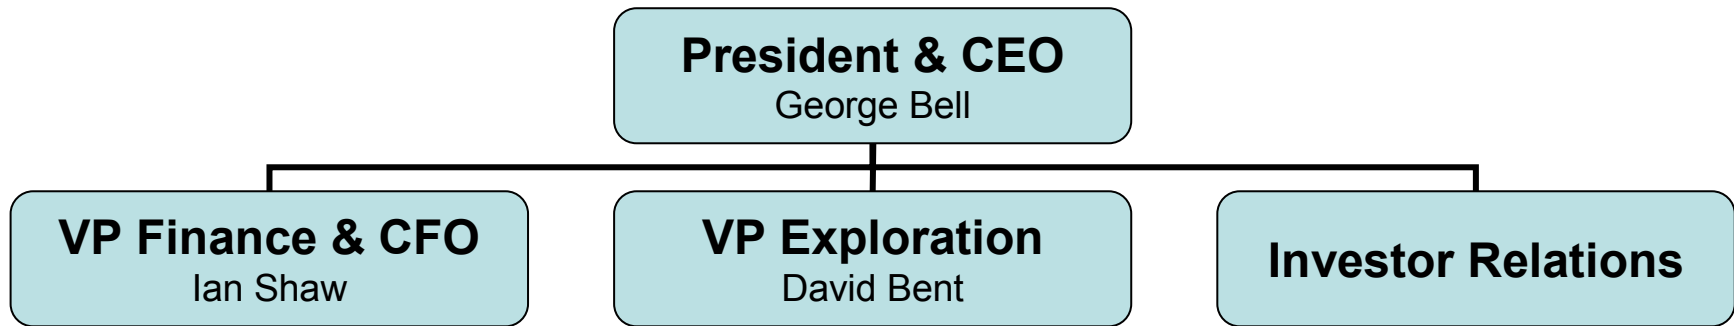 President & CEO
George Bell
VP Finance & CFO
Ian Shaw
VP Exploration
David Bent
Investor Relations